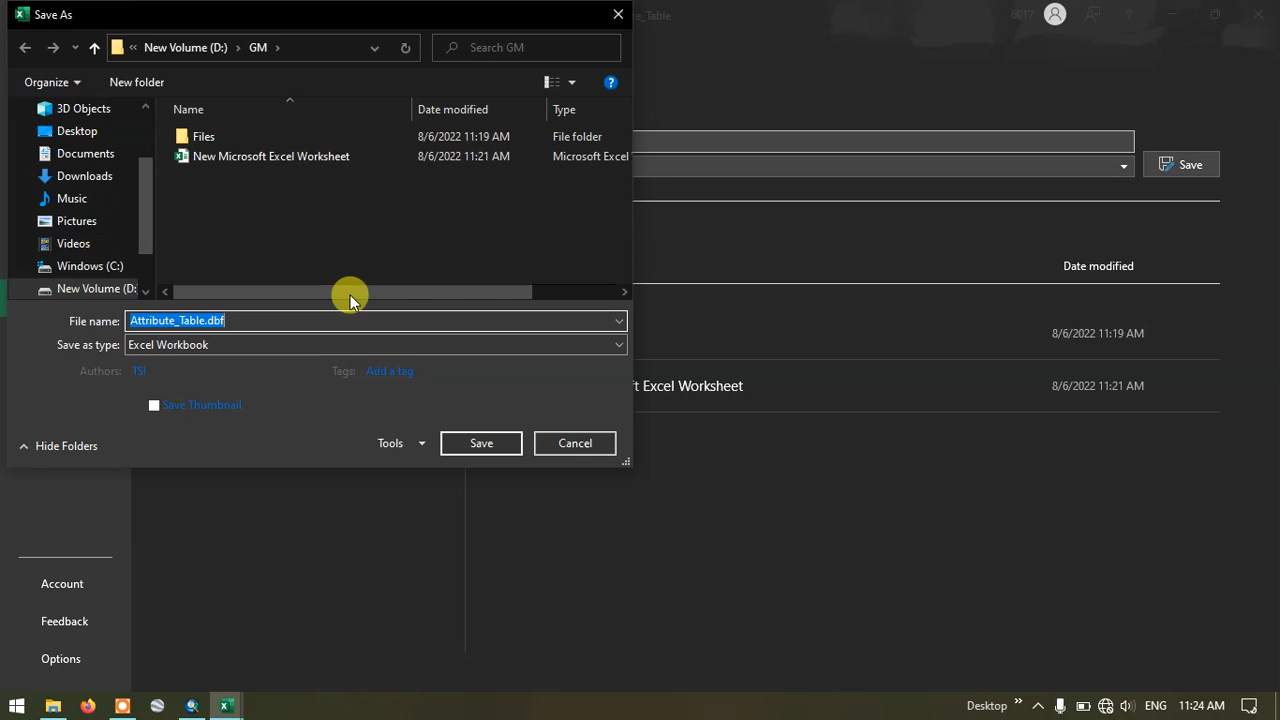 Save As
_Table
6017
New Volume (D:) GM
Search GM
Organize
New folder
Name
Date modified
Type
3D Objects
Desktop
Documents
Downloads
Music
Pictures
Videos
Windows (C:)
New Volume (D:
Files 8/6/2022 11:19 AM File folder
New Microsoft Excel Worksheet 8/6/2022 11:21 AM Microsoft Excel
Save
Date modified
File name: Attribute_Table.dbf
Save as type: Excel Workbook
8/6/2022 11:19 AM
Authors: TSI Tags: Add a tag
t Excel Worksheet 8/6/2022 11:21 AM
Save Thumbnail
Hide Folders
Tools
Save
Cancel
Account
Feedback
Options
Desktop
ENG 11:24 AM